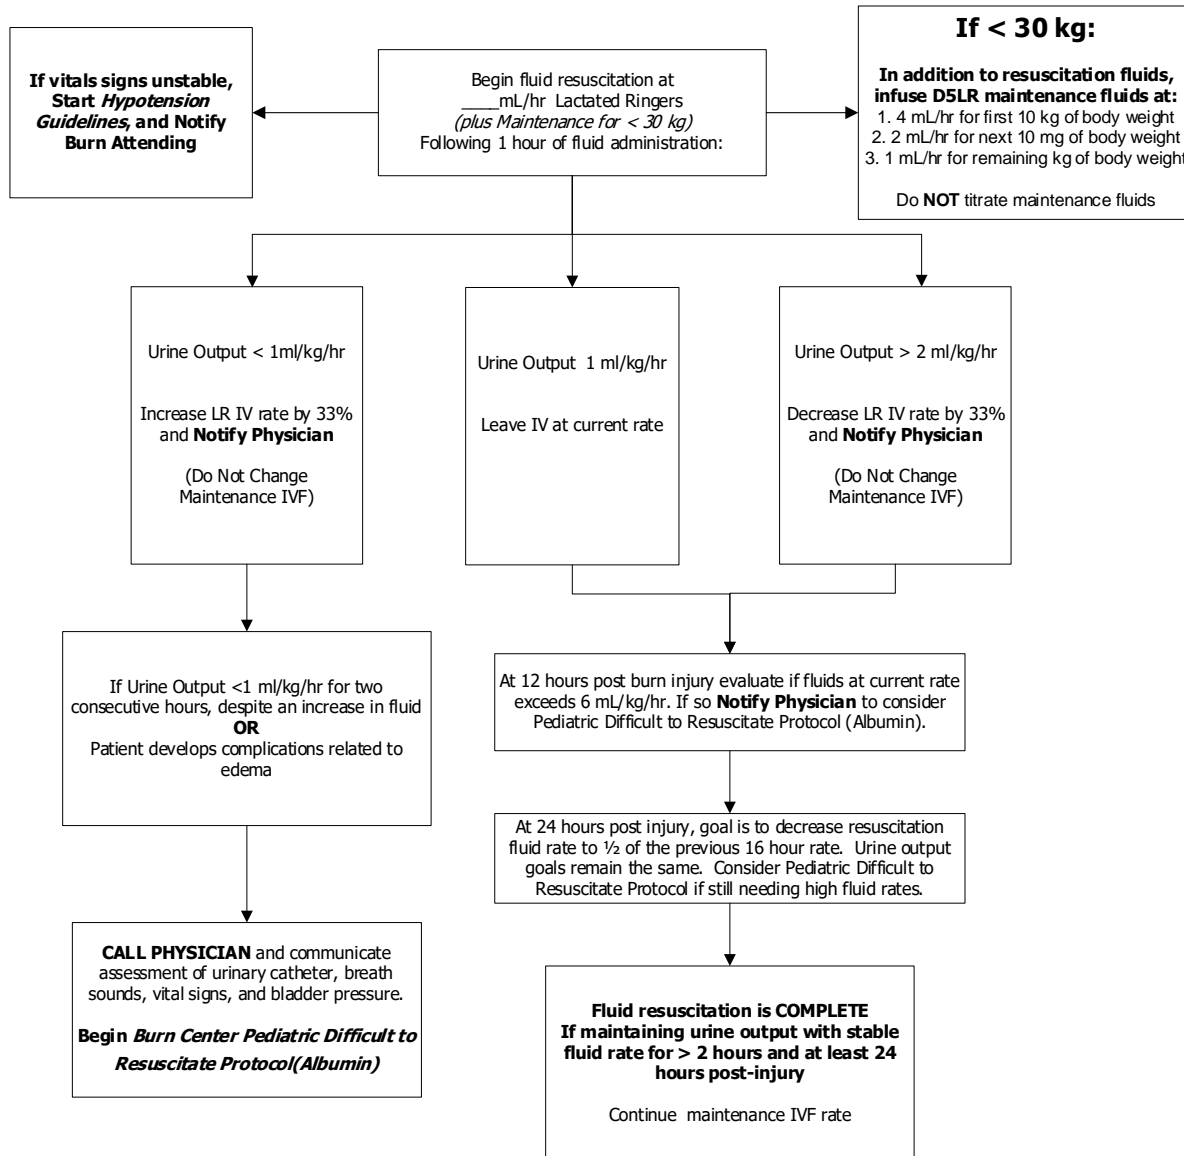 If vitals signs unstable,
Start Hypotension
Guidelines, and Notify
Burn Attending
Begin fluid resuscitation at
____mL/hr Lactated Ringers
(plus Maintenance for < 30 kg)
Following 1 hour of fluid administration:
If < 30 kg:
In addition to resuscitation fluids,
infuse D5LR maintenance fluids at:
1. 4 mL/hr for first 10 kg of body weight
2. 2 mL/hr for next 10 mg of body weight
3. 1 mL/hr for remaining kg of body weight
Do NOT titrate maintenance fluids
Urine Output < 1ml/kg/hr
Increase LR IV rate by 33%
and Notify Physician
(Do Not Change
Maintenance IVF)
Urine Output 1 ml/kg/hr
Leave IV at current rate
Urine Output > 2 ml/kg/hr
Decrease LR IV rate by 33%
and Notify Physician
(Do Not Change
Maintenance IVF)
If Urine Output <1 ml/kg/hr for two
consecutive hours, despite an increase in fluid
OR
Patient develops complications related to
edema
At 12 hours post burn injury evaluate if fluids at current rate
exceeds 6 mL/kg/hr. If so Notify Physician to consider
Pediatric Difficult to Resuscitate Protocol (Albumin).
At 24 hours post injury, goal is to decrease resuscitation
fluid rate to ½ of the previous 16 hour rate. Urine output
goals remain the same. Consider Pediatric Difficult to
Resuscitate Protocol if still needing high fluid rates.
CALL PHYSICIAN and communicate
assessment of urinary catheter, breath
sounds, vital signs, and bladder pressure.
Begin Burn Center Pediatric Difficult to
Resuscitate Protocol(Albumin)
Fluid resuscitation is COMPLETE
If maintaining urine output with stable
fluid rate for > 2 hours and at least 24
hours post-injury
Continue maintenance IVF rate